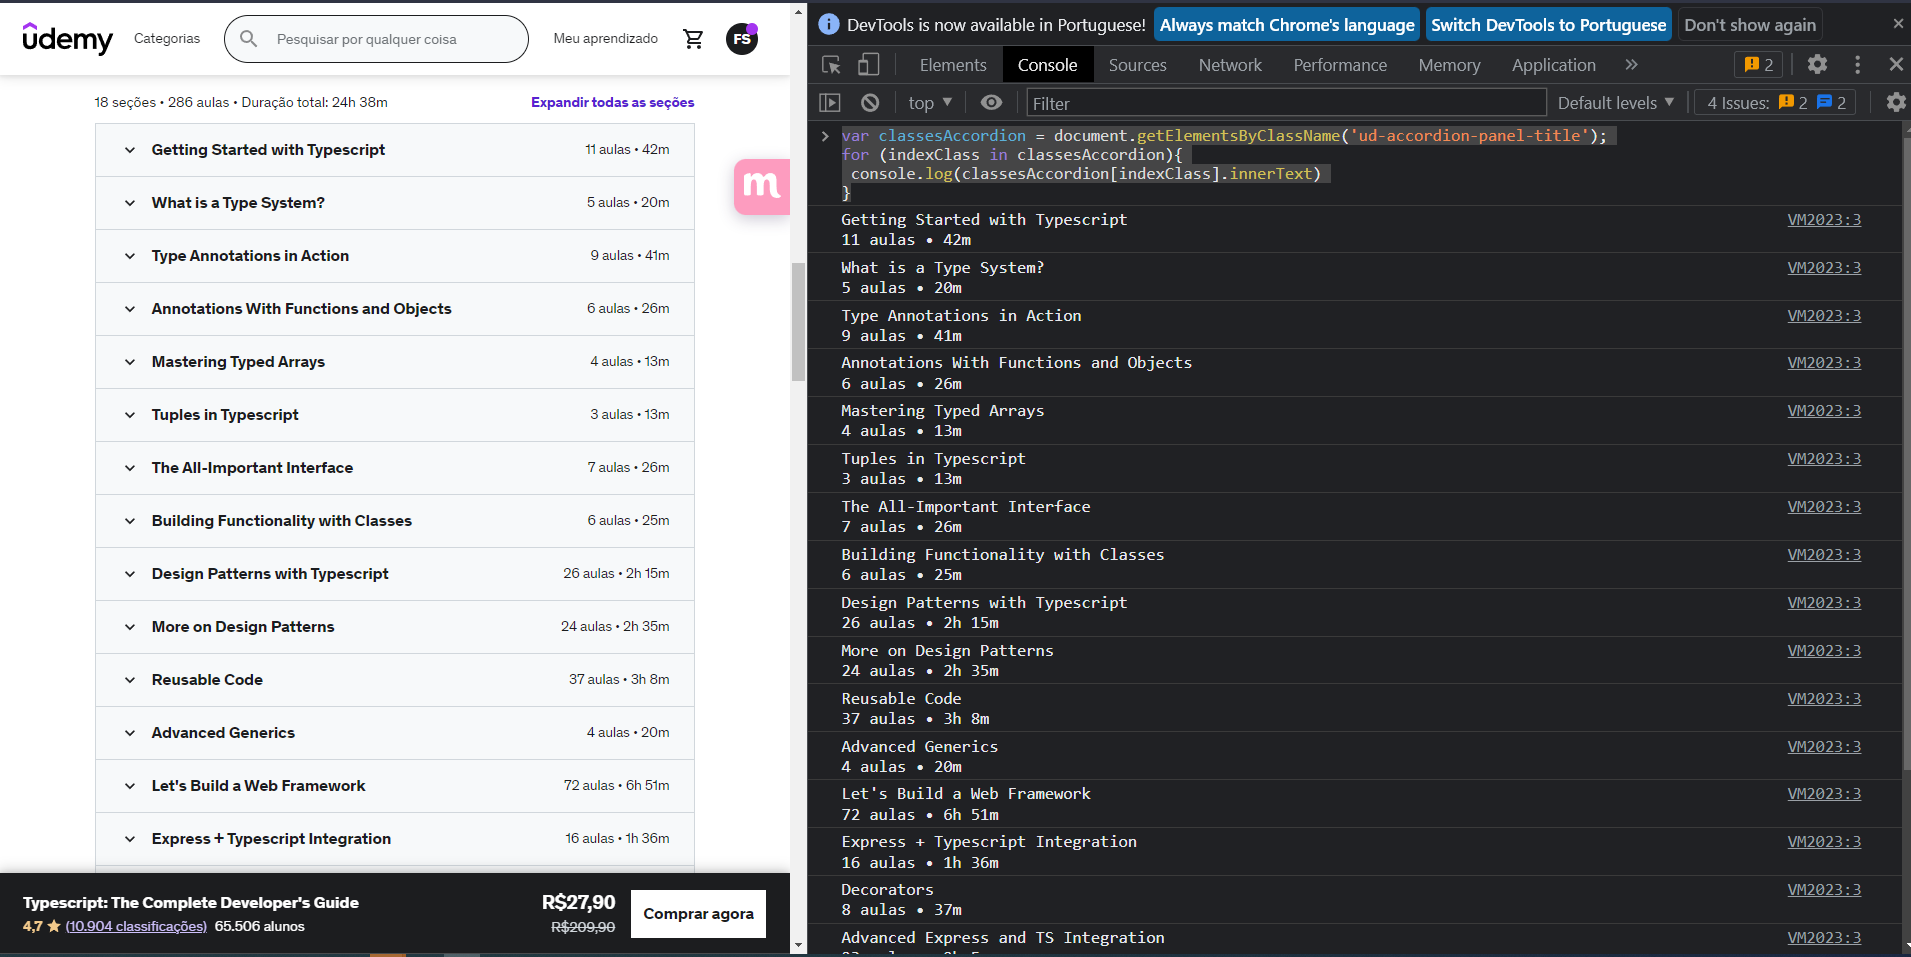 ûdemy
Categorias
Pesquisar por qualquer coisa
Meu aprendizado
FS
18 seções • 286 aulas • Duração total: 24h 38m
Expandir todas as seções
Getting Started with Typescript 11 aulas • 42m
What is a Type System? 5 aulas • 20m
Type Annotations in Action 9 aulas • 41m
Annotations With Functions and Objects 6 aulas • 26m
Mastering Typed Arrays 4 aulas • 13m
Tuples in Typescript 3 aulas • 13m
The All-Important Interface 7 aulas • 26m
Building Functionality with Classes 6 aulas • 25m
Design Patterns with Typescript 26 aulas • 2h 15m
More on Design Patterns 24 aulas • 2h 35m
Reusable Code 37 aulas • 3h 8m
Advanced Generics 4 aulas • 20m
Let's Build a Web Framework 72 aulas • 6h 51m
Express + Typescript Integration 16 aulas • 1h 36m
m
Typescript: The Complete Developer's Guide
4,7 (10.904 classificações) 65.506 alunos
R$27,90
R$209,90
Comprar agora
DevTools is now available in Portuguese! Always match Chrome's language Switch DevTools to Portuguese Don't show again
Elements Console Sources Network Performance Memory Application 2
top Filter Default levels 4 Issues: 2 2
var classesAccordion = document.getElementsByClassName('ud-accordion-panel-title');
for (indexClass in classesAccordion){
console.log(classesAccordion[indexClass].innerText)
}
Getting Started with Typescript VM2023:3
11 aulas • 42m
What is a Type System? VM2023:3
5 aulas • 20m
Type Annotations in Action VM2023:3
9 aulas • 41m
Annotations With Functions and Objects VM2023:3
6 aulas • 26m
Mastering Typed Arrays VM2023:3
4 aulas • 13m
Tuples in Typescript VM2023:3
3 aulas • 13m
The All-Important Interface VM2023:3
7 aulas • 26m
Building Functionality with Classes VM2023:3
6 aulas • 25m
Design Patterns with Typescript VM2023:3
26 aulas • 2h 15m
More on Design Patterns VM2023:3
24 aulas • 2h 35m
Reusable Code VM2023:3
37 aulas • 3h 8m
Advanced Generics VM2023:3
4 aulas • 20m
Let's Build a Web Framework VM2023:3
72 aulas • 6h 51m
Express + Typescript Integration VM2023:3
16 aulas • 1h 36m
Decorators VM2023:3
8 aulas • 37m
Advanced Express and TS Integration VM2023:3